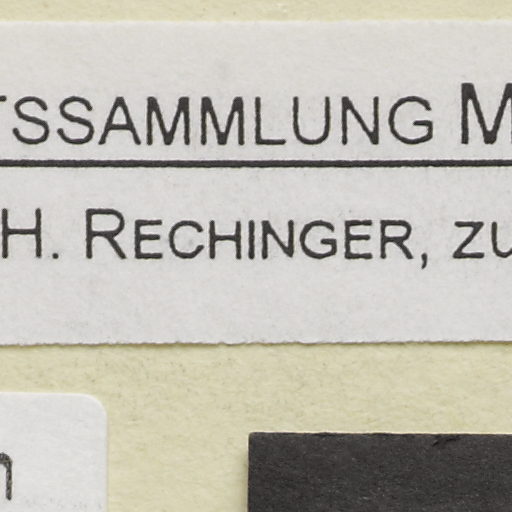 TSSAMMLUNG M
H. RECHINGER, ZU
n